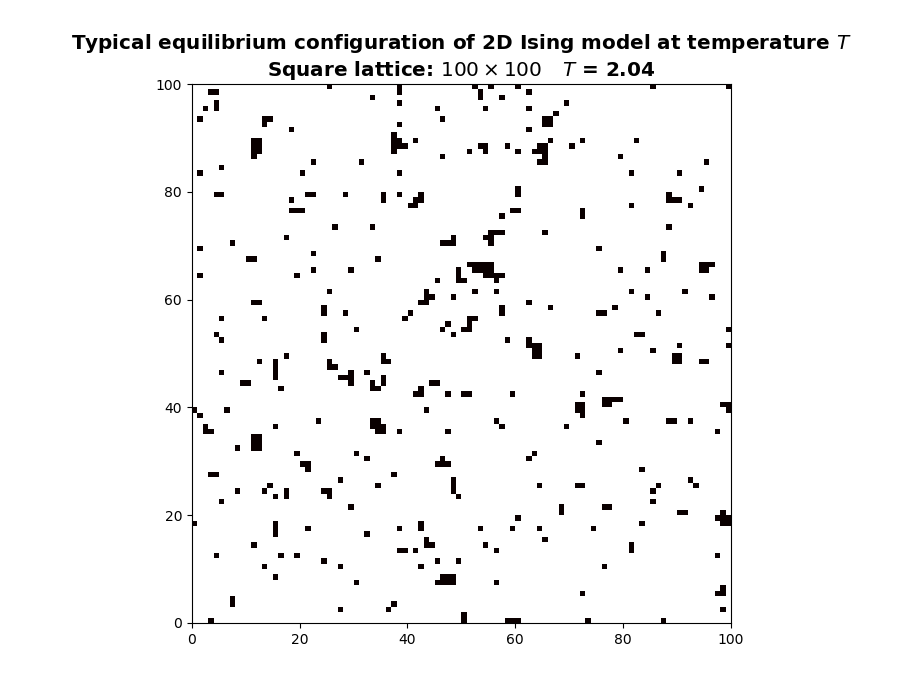 Typical equilibrium configuration of 2D Ising model at temperature T
Square lattice: 100 × 100 T = 2.04
100
80
60
40
20
0
0 20 40 60 80 100